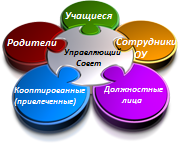 Учащиеся
Родители
Сотрудники
ОУ
Управляющий
Совет
Кооптированные
(привлеченные)
Должностные
лица